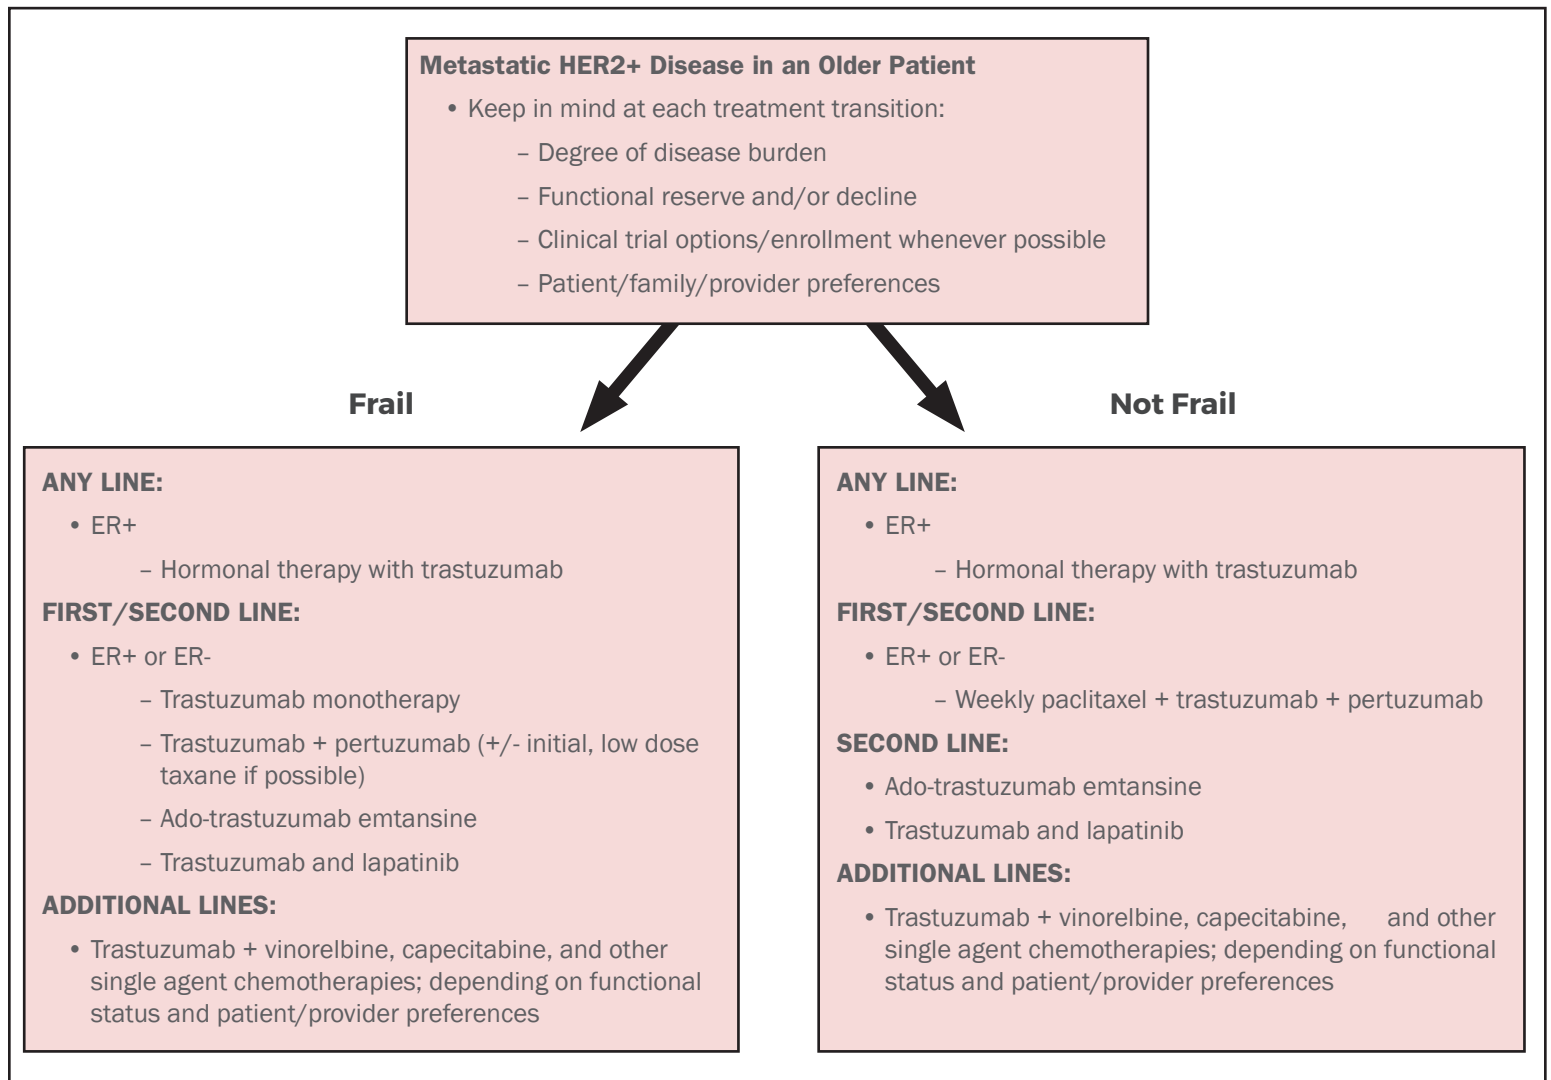 Metastatic HER2+ Disease in an Older Patient
• Keep in mind at each treatment transition:
– Degree of disease burden
– Functional reserve and/or decline
– Clinical trial options/enrollment whenever possible
– Patient/family/provider preferences
Frail
ANY LINE:
• ER+
– Hormonal therapy with trastuzumab
FIRST/SECOND LINE:
• ER+ or ER-
– Trastuzumab monotherapy
– Trastuzumab + pertuzumab (+/- initial, low dose
taxane if possible)
– Ado-trastuzumab emtansine
– Trastuzumab and lapatinib
ADDITIONAL LINES:
• Trastuzumab + vinorelbine, capecitabine, and other
single agent chemotherapies; depending on functional
status and patient/provider preferences
Not Frail
ANY LINE:
• ER+
– Hormonal therapy with trastuzumab
FIRST/SECOND LINE:
• ER+ or ER-
– Weekly paclitaxel + trastuzumab + pertuzumab
SECOND LINE:
• Ado-trastuzumab emtansine
• Trastuzumab and lapatinib
ADDITIONAL LINES:
• Trastuzumab + vinorelbine, capecitabine, and other
single agent chemotherapies; depending on functional
status and patient/provider preferences